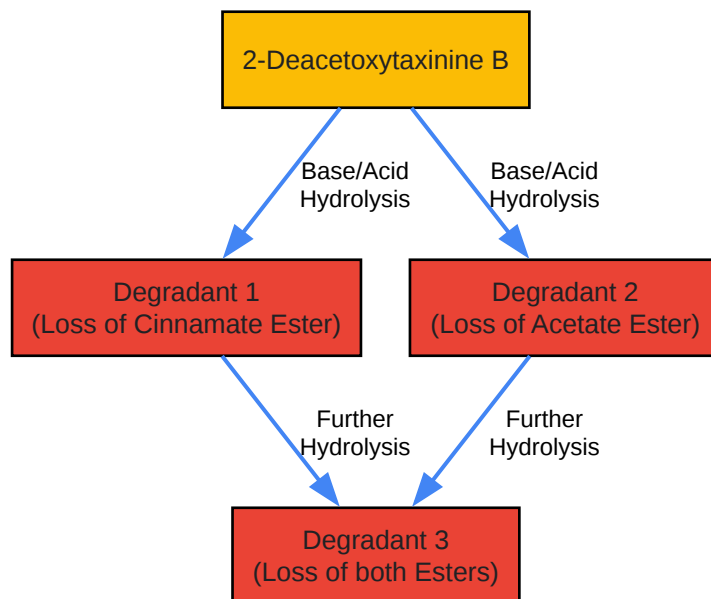 2-Deacetoxytaxinine B
Base/Acid
Hydrolysis
Base/Acid
Hydrolysis
Degradant 1
(Loss of Cinnamate Ester)
Degradant 2
(Loss of Acetate Ester)
Further
Hydrolysis
Further
Hydrolysis
Degradant 3
(Loss of both Esters)